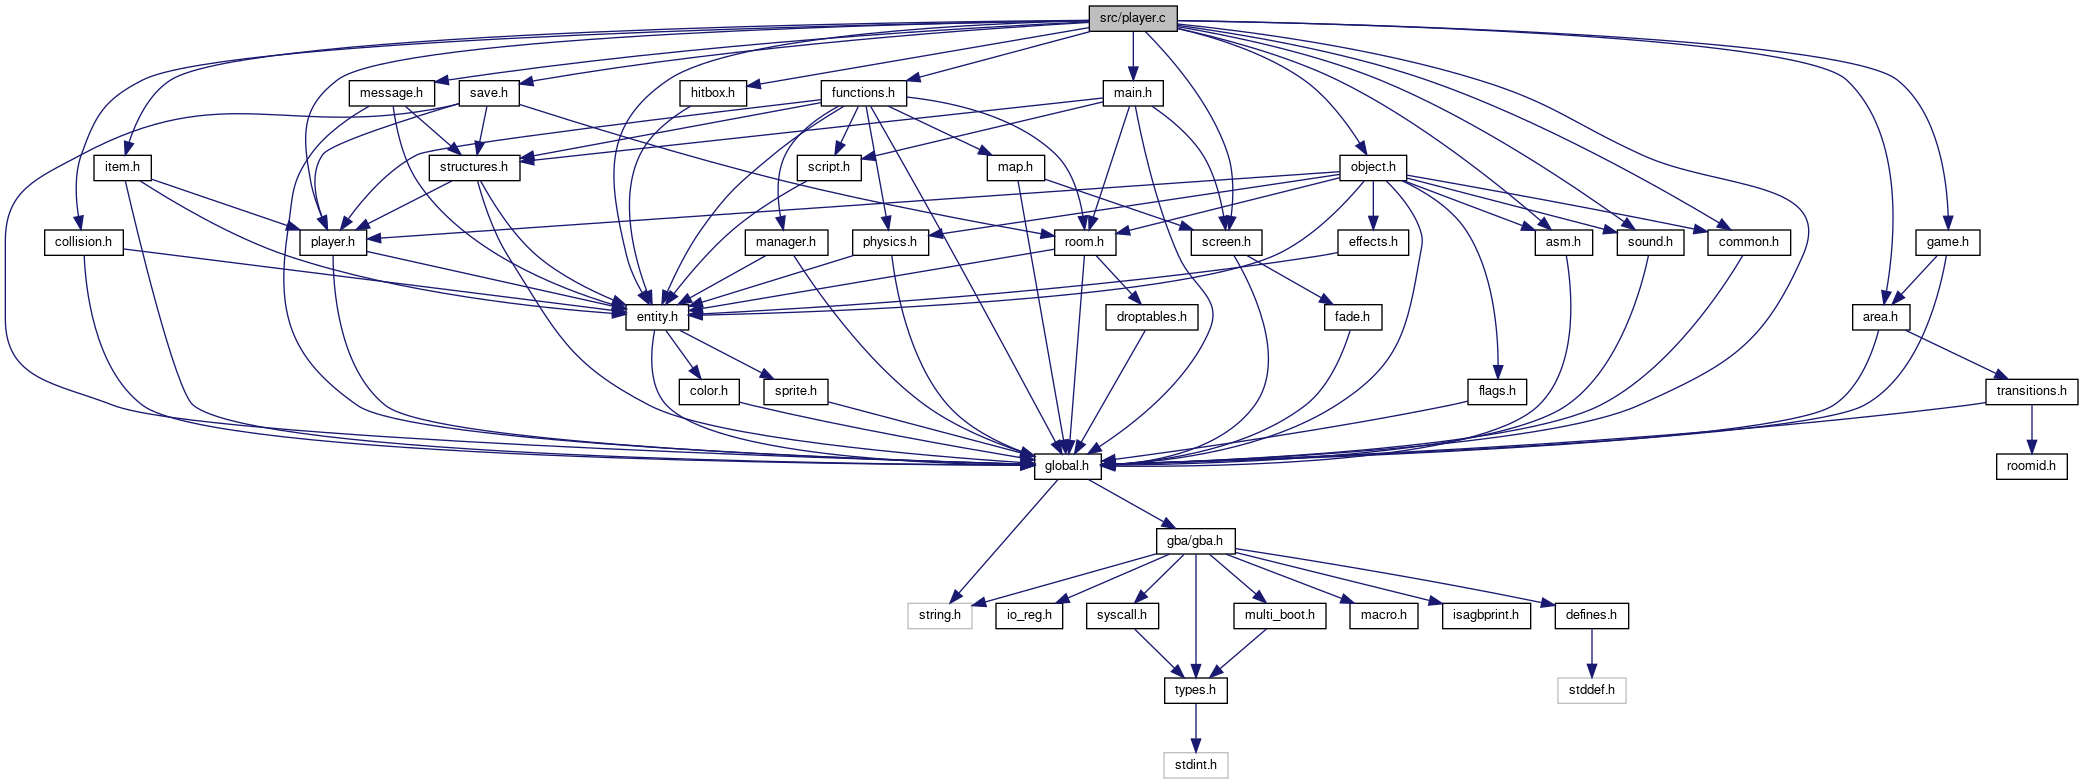 src/player.c
message.h
save.h
hitbox.h
functions.h
main.h
item.h
structures.h
script.h
map.h
object.h
collision.h
player.h
manager.h
physics.h
room.h
screen.h
effects.h
asm.h
sound.h
common.h
game.h
entity.h
droptables.h
fade.h
area.h
color.h
sprite.h
flags.h
transitions.h
global.h
roomid.h
gba/gba.h
string.h
io_reg.h
syscall.h
multi_boot.h
macro.h
isagbprint.h
defines.h
types.h
stddef.h
stdint.h